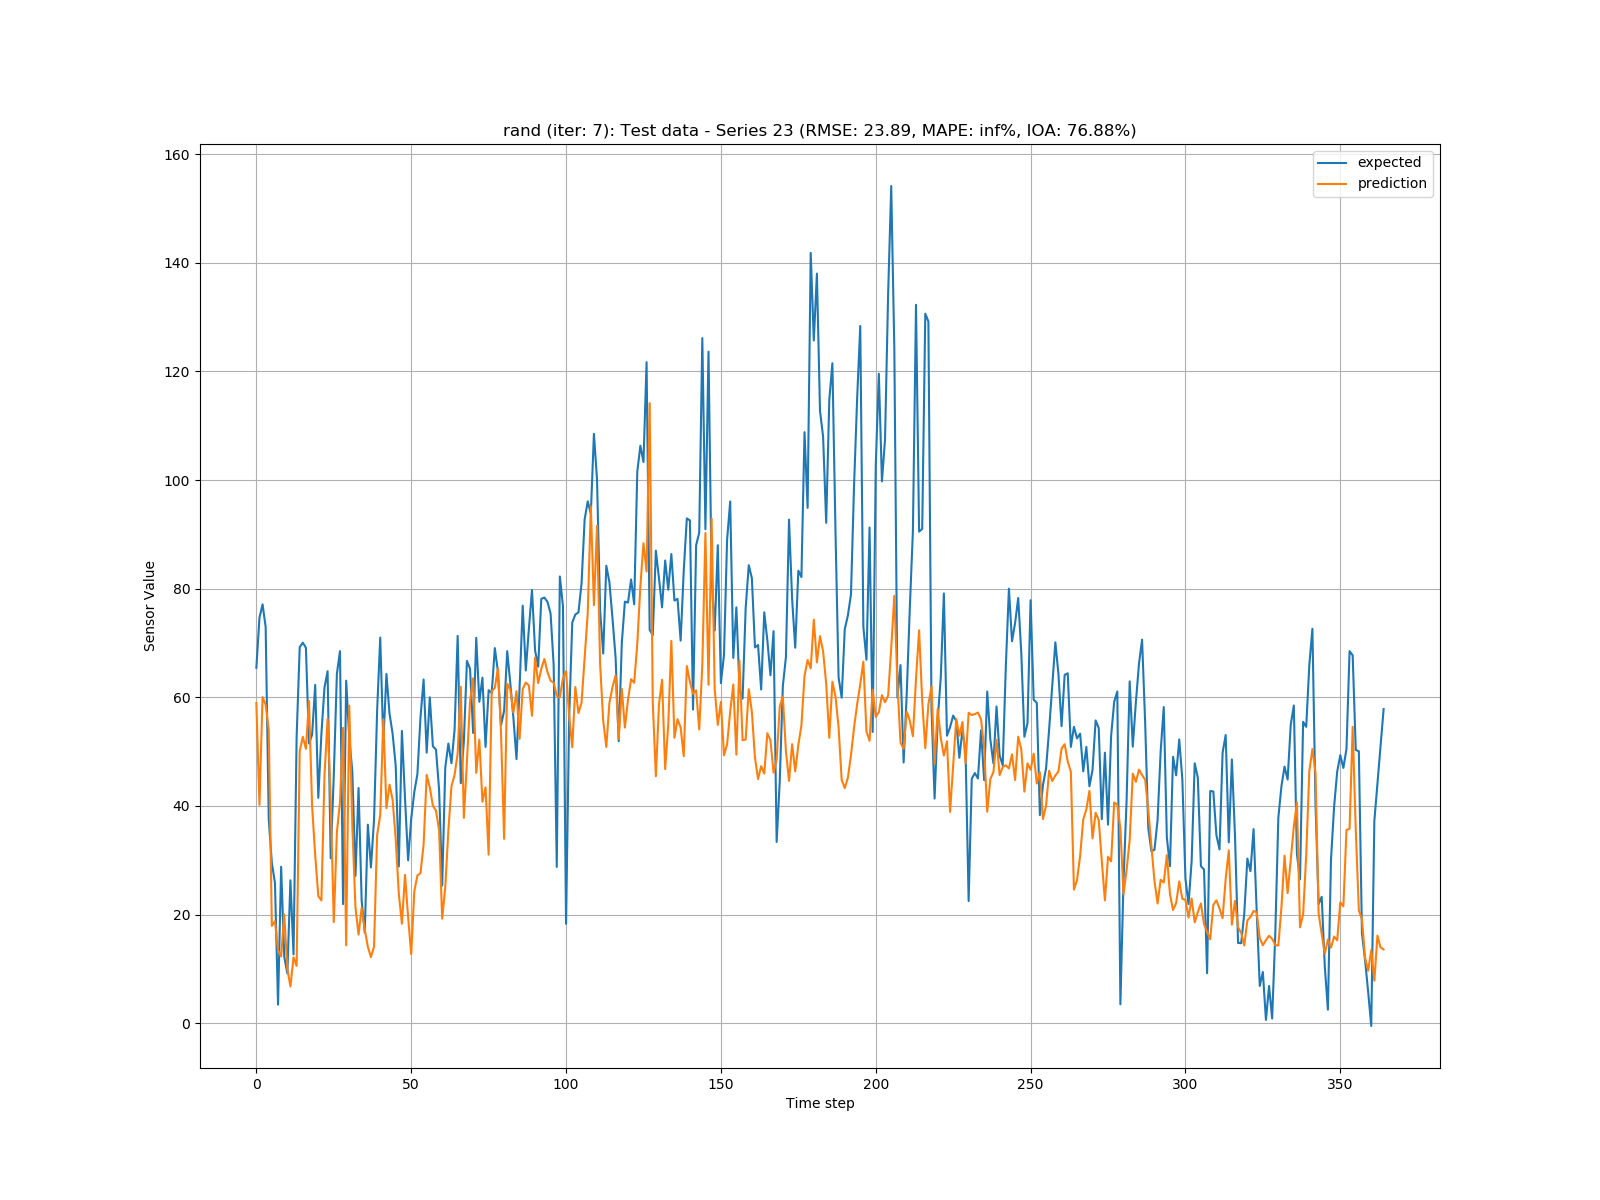 rand (iter: 7): Test data - Series 23 (RMSE: 23.89, MAPE: inf%, IOA: 76.88%)
expected
prediction
160
140
120
100
80
60
40
20
0
Sensor Value
0 50 100 150 200 250 300 350
Time step